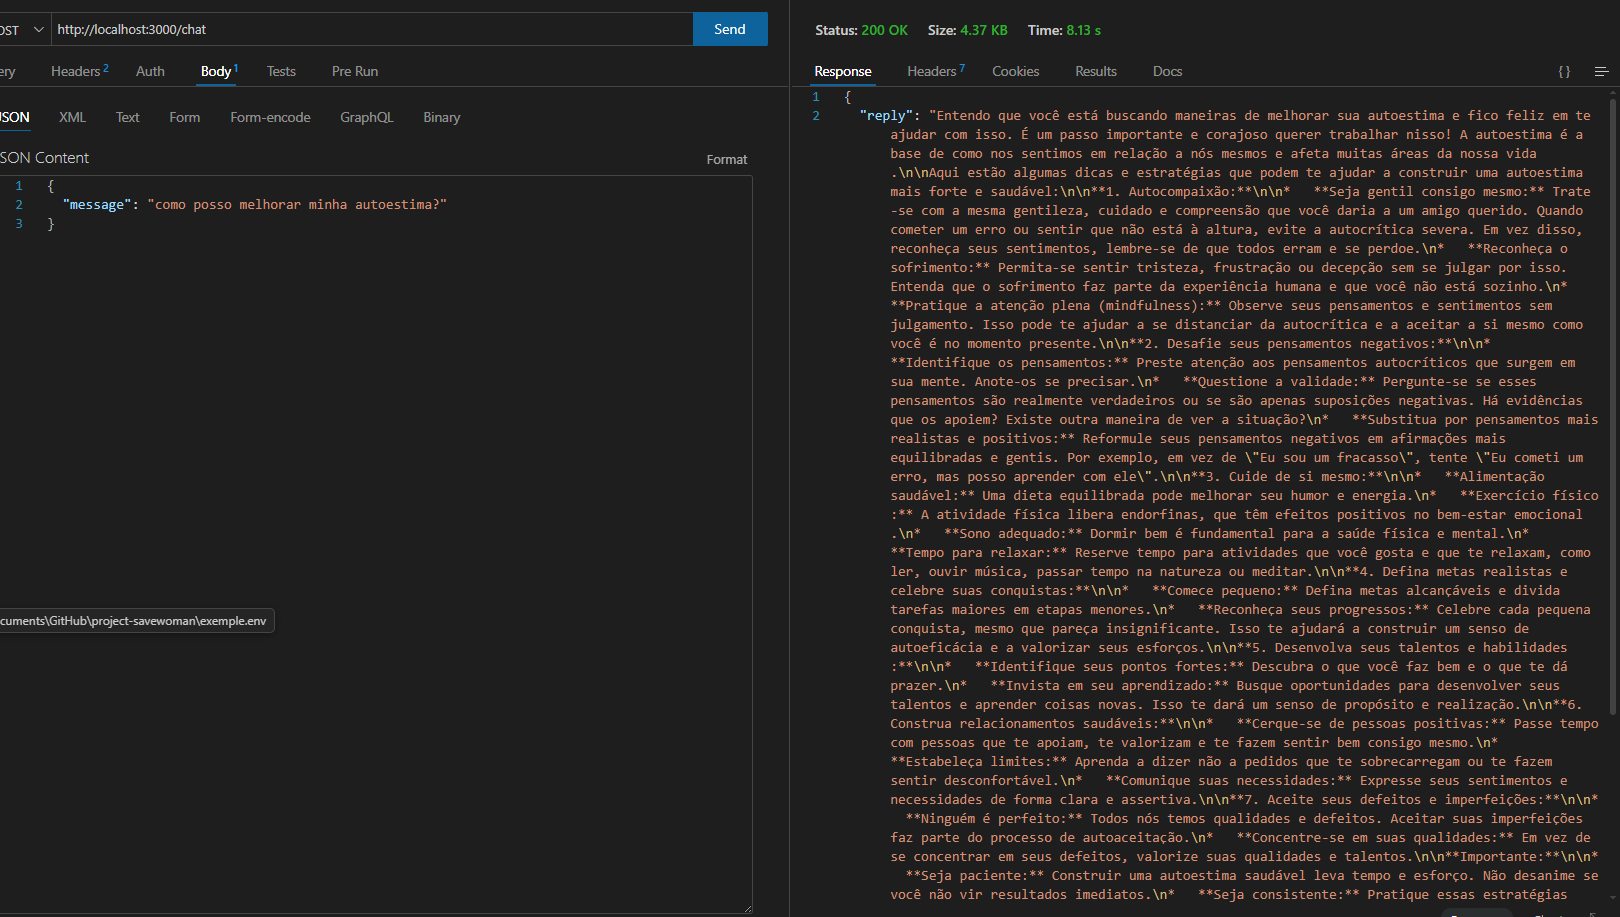 OST http://localhost:3000/chat Send
ery Headers 2 Auth Body 1 Tests Pre Run
JSON XML Text Form Form-encode GraphQL Binary
SON Content
Format
1 {
2 "message": "como posso melhorar minha autoestima?"
3 }
cuments\GitHub\project-savewoman\exemple.env
Status: 200 OK Size: 4.37 KB Time: 8.13 s
Response Headers 7 Cookies Results Docs { }
1 {
2 "reply": "Entendo que você está buscando maneiras de melhorar sua autoestima e fico feliz em te
ajudar com isso. É um passo importante e corajoso querer trabalhar nisso! A autoestima é a
base de como nos sentimos em relação a nós mesmos e afeta muitas áreas da nossa vida
.\n\nAqui estão algumas dicas e estratégias que podem te ajudar a construir uma autoestima
mais forte e saudável:\n\n**1. Autocompaixão:**\n\n*   **Seja gentil consigo mesmo:** Trate
-se com a mesma gentileza, cuidado e compreensão que você daria a um amigo querido. Quando
cometer um erro ou sentir que não está à altura, evite a autocrítica severa. Em vez disso,
reconheça seus sentimentos, lembre-se de que todos erram e se perdoe.\n*   **Reconheça o
sofrimento:** Permita-se sentir tristeza, frustração ou decepção sem se julgar por isso.
Entenda que o sofrimento faz parte da experiência humana e que você não está sozinho.\n*
**Pratique a atenção plena (mindfulness):** Observe seus pensamentos e sentimentos sem
julgamento. Isso pode te ajudar a se distanciar da autocrítica e a aceitar a si mesmo como
você é no momento presente.\n\n**2. Desafie seus pensamentos negativos:**\n\n*
**Identifique os pensamentos:** Preste atenção aos pensamentos autocríticos que surgem em
sua mente. Anote-os se precisar.\n*   **Questione a validade:** Pergunte-se se esses
pensamentos são realmente verdadeiros ou se são apenas suposições negativas. Há evidências
que os apoiem? Existe outra maneira de ver a situação?\n*   **Substitua por pensamentos mais
realistas e positivos:** Reformule seus pensamentos negativos em afirmações mais
equilibradas e gentis. Por exemplo, em vez de \"Eu sou um fracasso\", tente \"Eu cometi um
erro, mas posso aprender com ele\".\n\n**3. Cuide de si mesmo:**\n\n*   **Alimentação
saudável:** Uma dieta equilibrada pode melhorar seu humor e energia.\n*   **Exercício físico
:** A atividade física libera endorfinas, que têm efeitos positivos no bem-estar emocional
.\n*   **Sono adequado:** Dormir bem é fundamental para a saúde física e mental.\n*
**Tempo para relaxar:** Reserve tempo para atividades que você gosta e que te relaxam, como
ler, ouvir música, passar tempo na natureza ou meditar.\n\n**4. Defina metas realistas e
celebre suas conquistas:**\n\n*   **Comece pequeno:** Defina metas alcançáveis e divida
tarefas maiores em etapas menores.\n*   **Reconheça seus progressos:** Celebre cada pequena
conquista, mesmo que pareça insignificante. Isso te ajudará a construir um senso de
autoeficácia e a valorizar seus esforços.\n\n**5. Desenvolva seus talentos e habilidades
:**\n\n*   **Identifique seus pontos fortes:** Descubra o que você faz bem e o que te dá
prazer.\n*   **Invista em seu aprendizado:** Busque oportunidades para desenvolver seus
talentos e aprender coisas novas. Isso te dará um senso de propósito e realização.\n\n**6.
Construa relacionamentos saudáveis:**\n\n*   **Cerque-se de pessoas positivas:** Passe tempo
com pessoas que te apoiam, te valorizam e te fazem sentir bem consigo mesmo.\n*
**Estabeleça limites:** Aprenda a dizer não a pedidos que te sobrecarregam ou te fazem
sentir desconfortável.\n*   **Comunique suas necessidades:** Expresse seus sentimentos e
necessidades de forma clara e assertiva.\n\n**7. Aceite seus defeitos e imperfeições:**\n\n*
**Ninguém é perfeito:** Todos nós temos qualidades e defeitos. Aceitar suas imperfeições
faz parte do processo de autoaceitação.\n*   **Concentre-se em suas qualidades:** Em vez de
se concentrar em seus defeitos, valorize suas qualidades e talentos.\n\n**Importante:**\n\n*
**Seja paciente:** Construir uma autoestima saudável leva tempo e esforço. Não desanime se
você não vir resultados imediatos.\n*   **Seja consistente:** Pratique essas estratégias